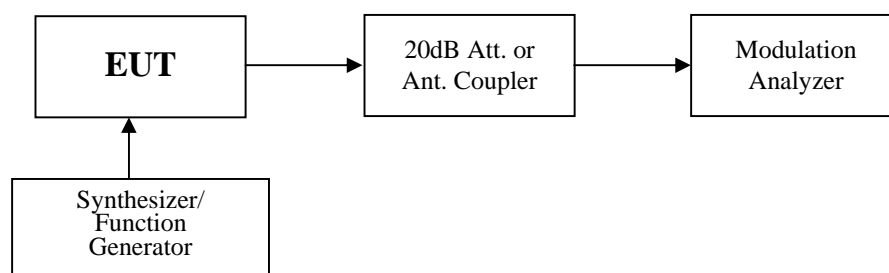 EUT
20dB Att. or
Ant. Coupler
Modulation
Analyzer
Synthesizer/
Function
Generator